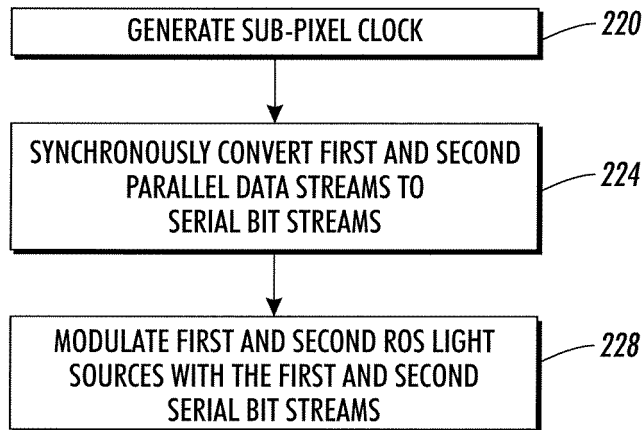 GENERATE SUB-PIXEL CLOCK
220
SYNCHRONOUSLY CONVERT FIRST AND SECOND
PARALLEL DATA STREAMS TO
SERIAL BIT STREAMS
224
MODULATE FIRST AND SECOND ROS LIGHT
SOURCES WITH THE FIRST AND SECOND
SERIAL BIT STREAMS
228